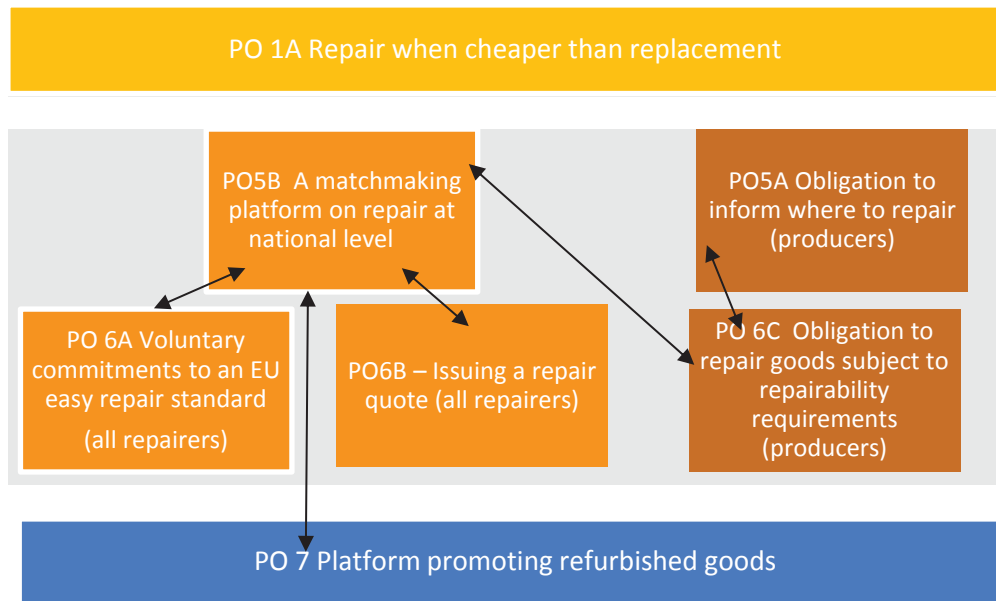 PO 1A Repair when cheaper than replacement
PO5B  A matchmaking
platform on repair at
national level
PO5A Obligation to
inform where to repair
(producers)
PO 6A Voluntary
commitments to an EU
easy repair standard
(all repairers)
PO6B – Issuing a repair
quote (all repairers)
PO 6C  Obligation to
repair goods subject to
repairability
requirements
(producers)
PO 7 Platform promoting refurbished goods